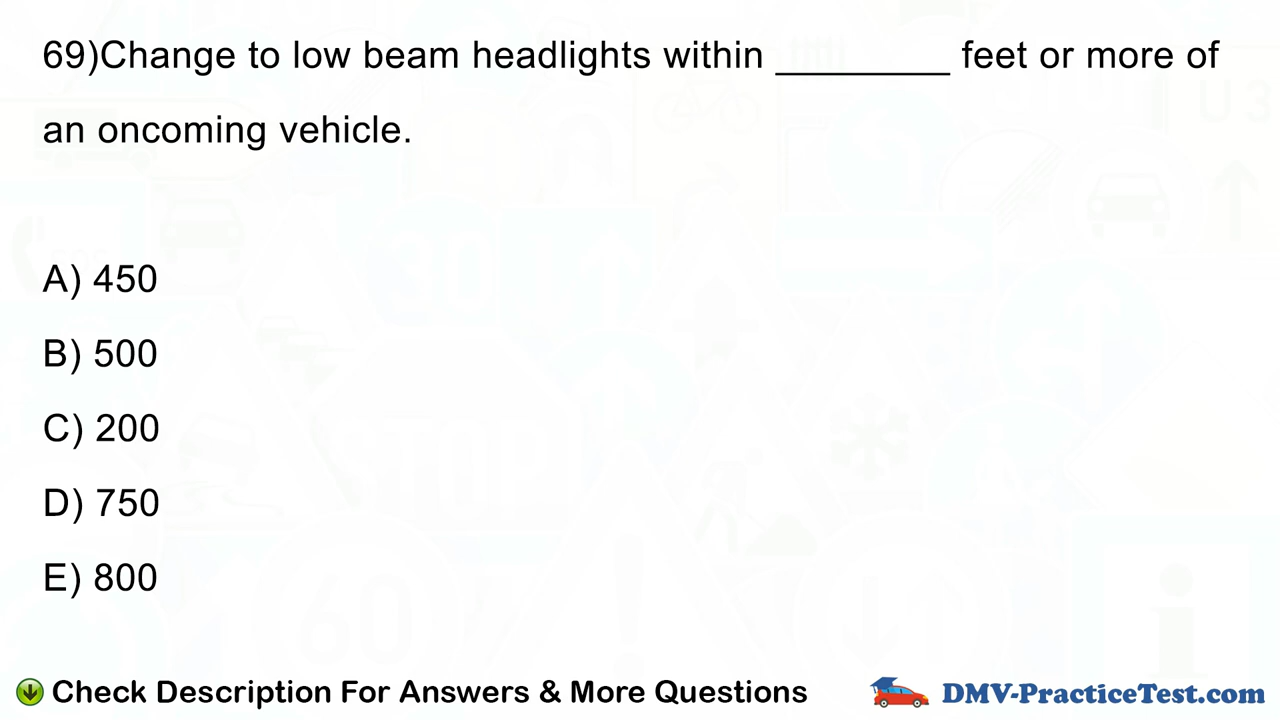 69)Change to low beam headlights within _________ feet or more of
an oncoming vehicle.
A) 450
B) 500
C) 200
D) 750
E) 800
Check Description For Answers & More Questions
DMV-PracticeTest.com